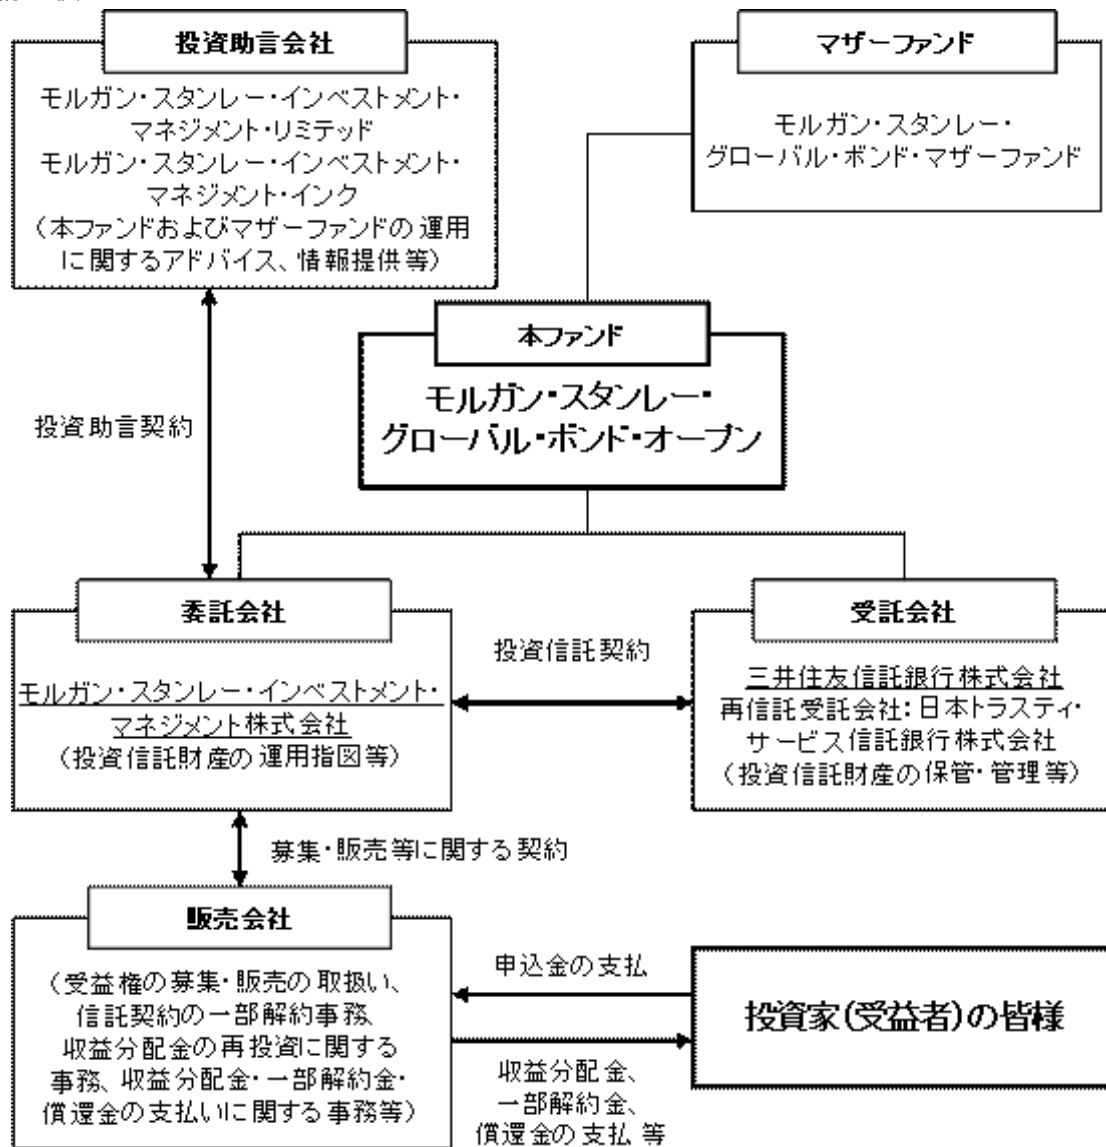 投資助言会社
モルガン・スタンレー・インベストメント・
マネジメント・リミテッド
モルガン・スタンレー・インベストメント・
マネジメント・インク
（本ファンドおよびマザーファンドの運用
に関するアドバイス、情報提供等）
マザーファンド
モルガン・スタンレー・
グローバル・ボンド・マザーファンド
本ファンド
モルガン・スタンレー・
グローバル・ボンド・オープン
投資助言契約
委託会社
モルガン・スタンレー・インベストメント・
マネジメント株式会社
（投資信託財産の運用指図等）
投資信託契約
受託会社
三井住友信託銀行株式会社
再信託受託会社：日本トラスティ・
サービス信託銀行株式会社
（投資信託財産の保管・管理等）
募集・販売等に関する契約
販売会社
（受益権の募集・販売の取扱い、
信託契約の一部解約事務、
収益分配金の再投資に関する
事務、収益分配金・一部解約金・
償還金の支払いに関する事務等）
申込金の支払
収益分配金、
一部解約金、
償還金の支払 等
投資家（受益者）の皆様